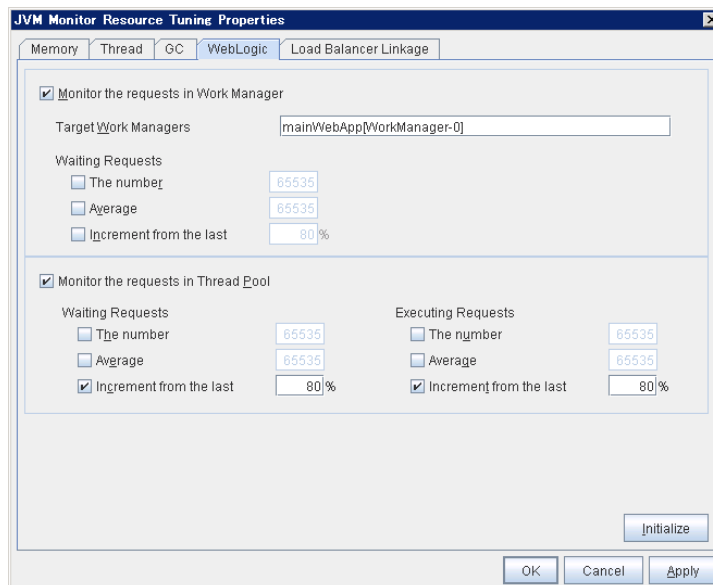 JVM Monitor Resource Tuning Properties
Memory Thread GC WebLogic Load Balancer Linkage
Monitor the requests in Work Manager
Target Work Managers mainWebApp[WorkManager-0]
Waiting Requests
The number 65535
Average 65535
Increment from the last 80 %
Monitor the requests in Thread Pool
Waiting Requests Executing Requests
The number 65535 The number 65535
Average 65535 Average 65535
Increment from the last 80 % Increment from the last 80 %
Initialize
OK Cancel Apply